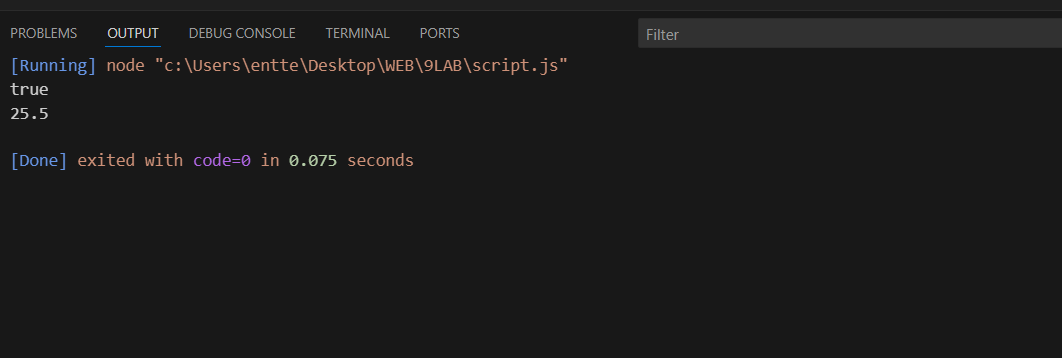 PROBLEMS OUTPUT DEBUG CONSOLE TERMINAL PORTS Filter
[Running] node "c:\Users\entte\Desktop\WEB\9LAB\script.js"
true
25.5
[Done] exited with code=0 in 0.075 seconds